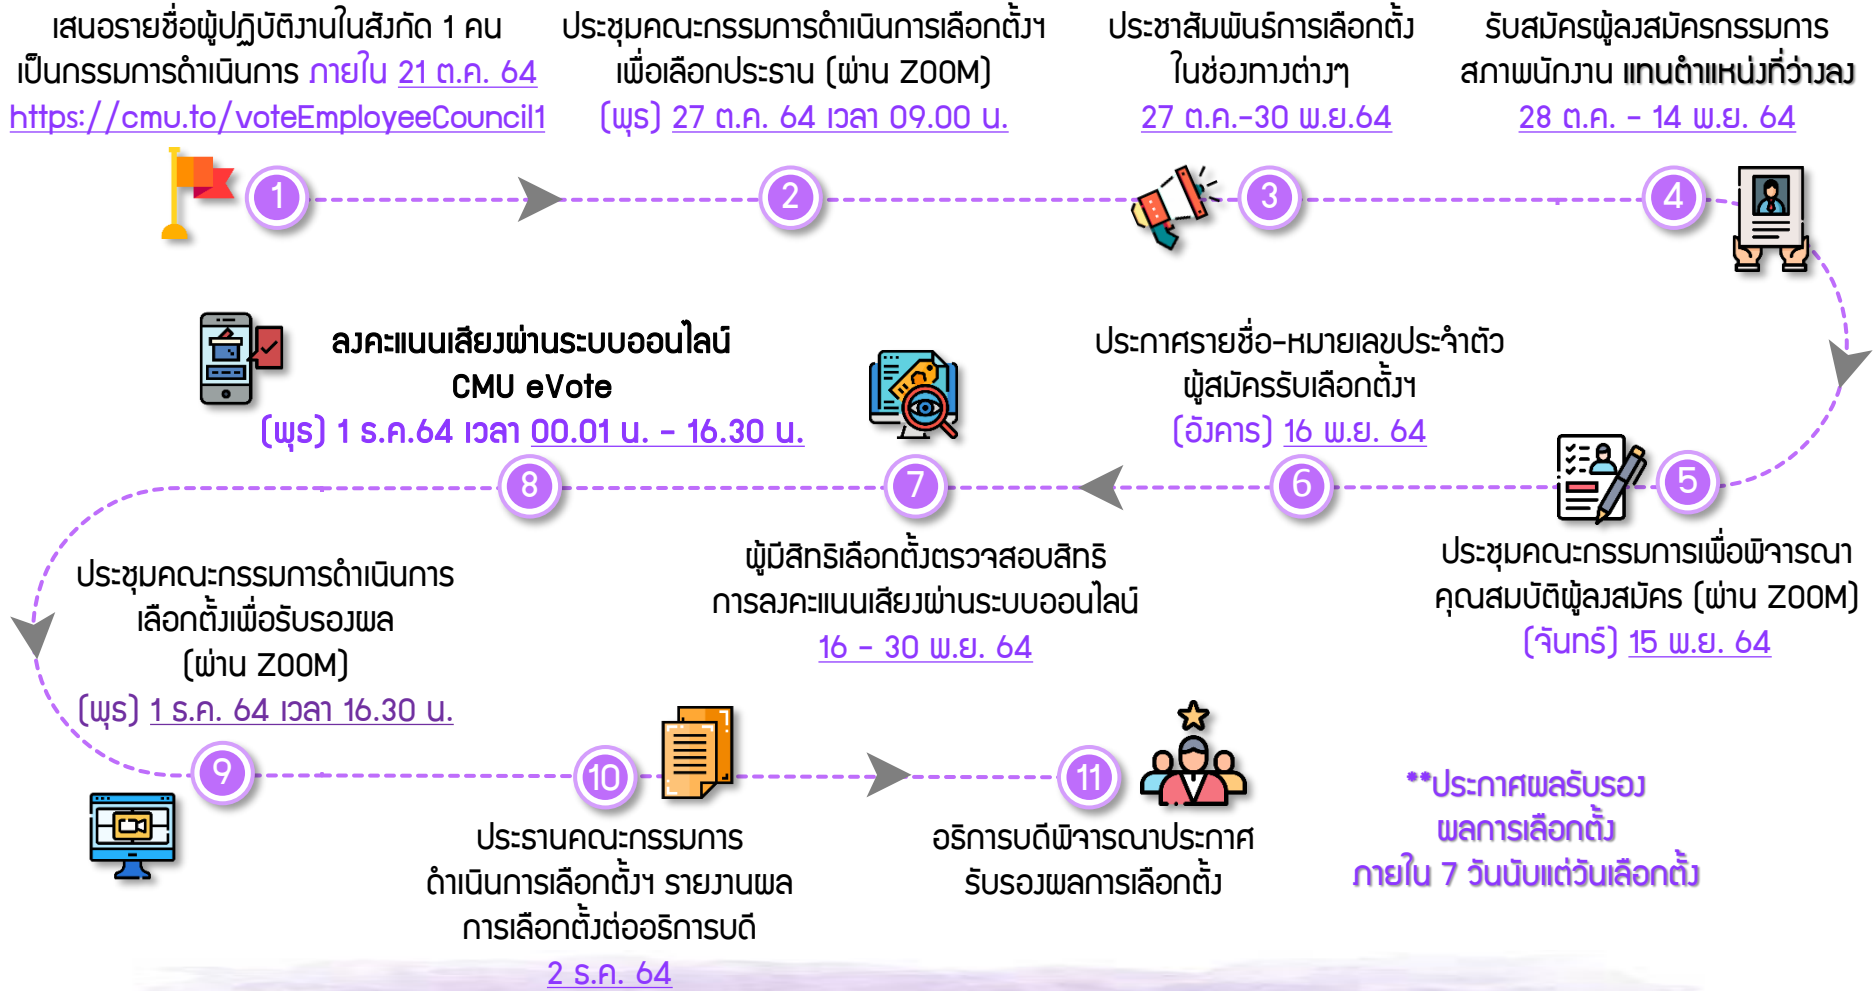 เสนอรายชื่อผู้ปฏิบัติงานในสังกัด 1 คน
เป็นกรรมการดำเนินการ ภายใน 21 ต.ค. 64
https://cmu.to/voteEmployeeCouncil1
1
ประชุมคณะกรรมการดำเนินการเลือกตั้งฯ
เพื่อเลือกประธาน (ผ่าน ZOOM)
(พุธ) 27 ต.ค. 64 เวลา 09.00 น.
2
ประชาสัมพันธ์การเลือกตั้ง
ในช่องทางต่างๆ
27 ต.ค.-30 พ.ย.64
3
รับสมัครผู้ลงสมัครกรรมการ
สภาพนักงาน แทนตำแหน่งที่ว่างลง
28 ต.ค. - 14 พ.ย. 64
4
5
ประชุมคณะกรรมการเพื่อพิจารณา
คุณสมบัติผู้ลงสมัคร (ผ่าน ZOOM)
(จันทร์) 15 พ.ย. 64
ประกาศรายชื่อ-หมายเลขประจำตัว
ผู้สมัครรับเลือกตั้งฯ
(อังคาร) 16 พ.ย. 64
6
7
ผู้มีสิทธิเลือกตั้งตรวจสอบสิทธิ
การลงคะแนนเสียงผ่านระบบออนไลน์
16 - 30 พ.ย. 64
ลงคะแนนเสียงผ่านระบบออนไลน์
CMU eVote
(พุธ) 1 ธ.ค.64 เวลา 00.01 น. - 16.30 น.
8
ประชุมคณะกรรมการดำเนินการ
เลือกตั้งเพื่อรับรองผล
(ผ่าน ZOOM)
(พุธ) 1 ธ.ค. 64 เวลา 16.30 น.
9
10
ประธานคณะกรรมการ
ดำเนินการเลือกตั้งฯ รายงานผล
การเลือกตั้งต่ออธิการบดี
2 ธ.ค. 64
11
อธิการบดีพิจารณาประกาศ
รับรองผลการเลือกตั้ง
**ประกาศผลรับรอง
ผลการเลือกตั้ง
ภายใน 7 วันนับแต่วันเลือกตั้ง